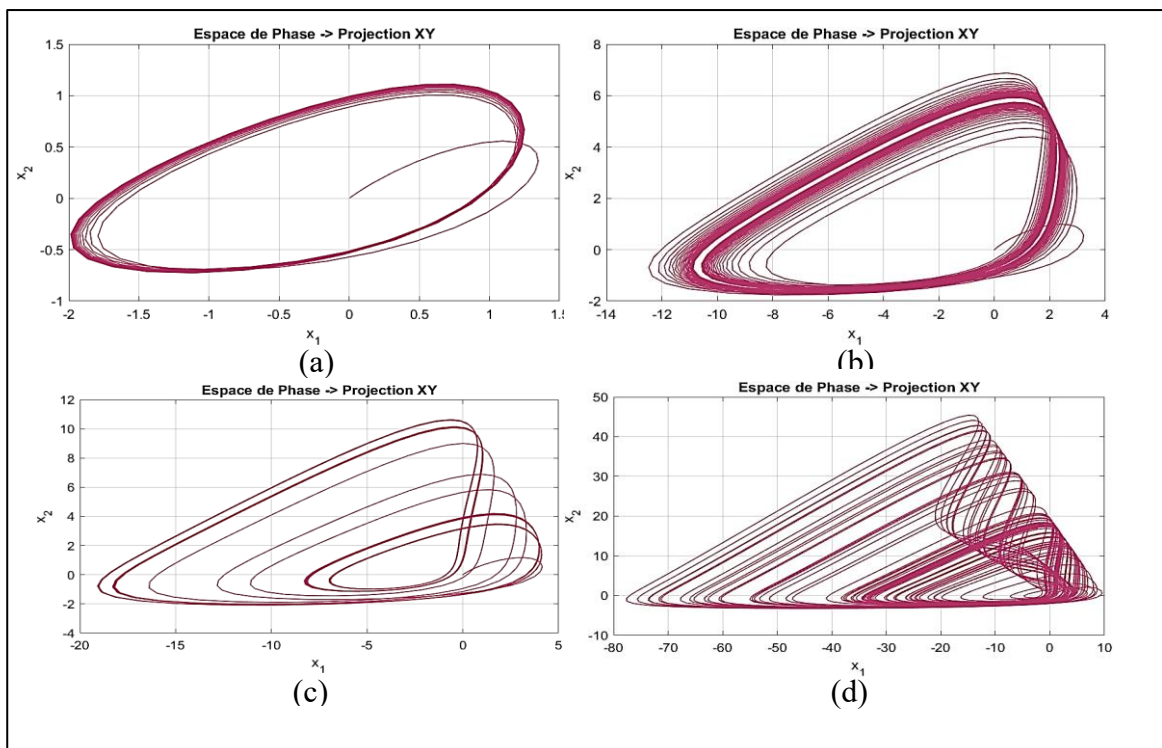 Espace de Phase -> Projection XY
1.5
1
0.5
0
-0.5
-1
x2
-2 -1.5 -1 -0.5 0 0.5 1 1.5
x1
(a)
Espace de Phase -> Projection XY
8
6
4
2
0
-2
x2
-14 -12 -10 -8 -6 -4 -2 0 2 4
x1
(b)
Espace de Phase -> Projection XY
12
10
8
6
4
2
0
-2
-4
x2
-20 -15 -10 -5 0 5
x1
(c)
Espace de Phase -> Projection XY
50
40
30
20
10
0
-10
x2
-80 -70 -60 -50 -40 -30 -20 -10 0 10
x1
(d)